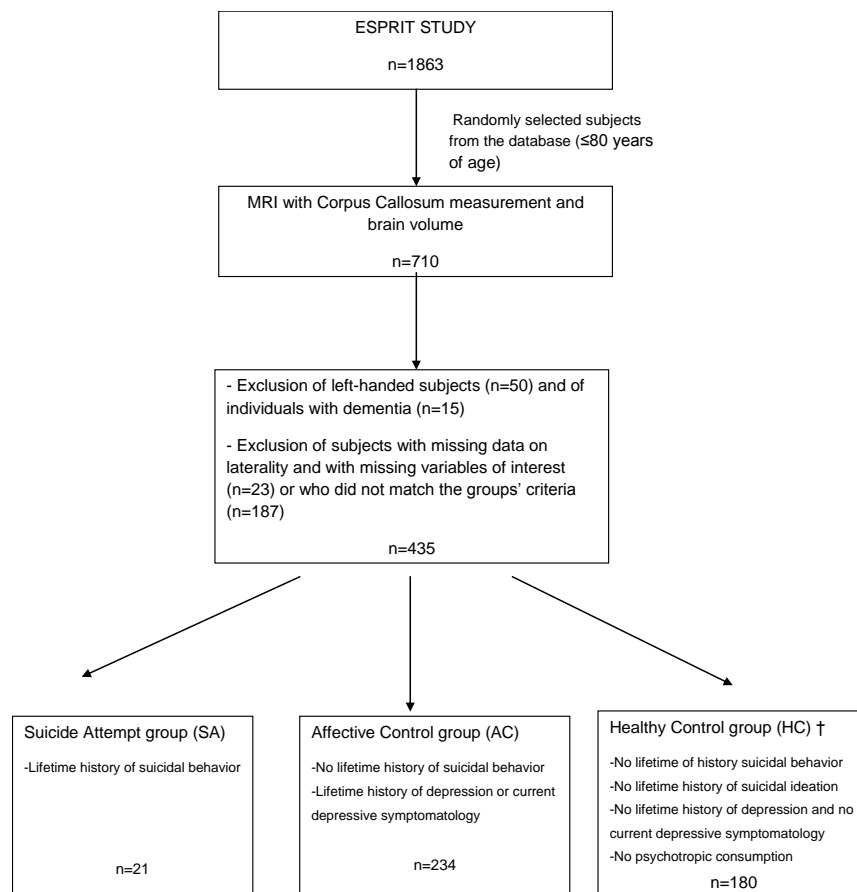 ESPRIT STUDY
n=1863
Randomly selected subjects
from the database (≤80 years
of age)
MRI with Corpus Callosum measurement and
brain volume
n=710
- Exclusion of left-handed subjects (n=50) and of
individuals with dementia (n=15)
- Exclusion of subjects with missing data on
laterality and with missing variables of interest
(n=23) or who did not match the groups’ criteria
(n=187)
n=435
Suicide Attempt group (SA)
-Lifetime history of suicidal behavior
n=21
Affective Control group (AC)
-No lifetime history of suicidal behavior
-Lifetime history of depression or current
depressive symptomatology
n=234
Healthy Control group (HC) †
-No lifetime of history suicidal behavior
-No lifetime history of suicidal ideation
-No lifetime history of depression and no
current depressive symptomatology
-No psychotropic consumption
n=180